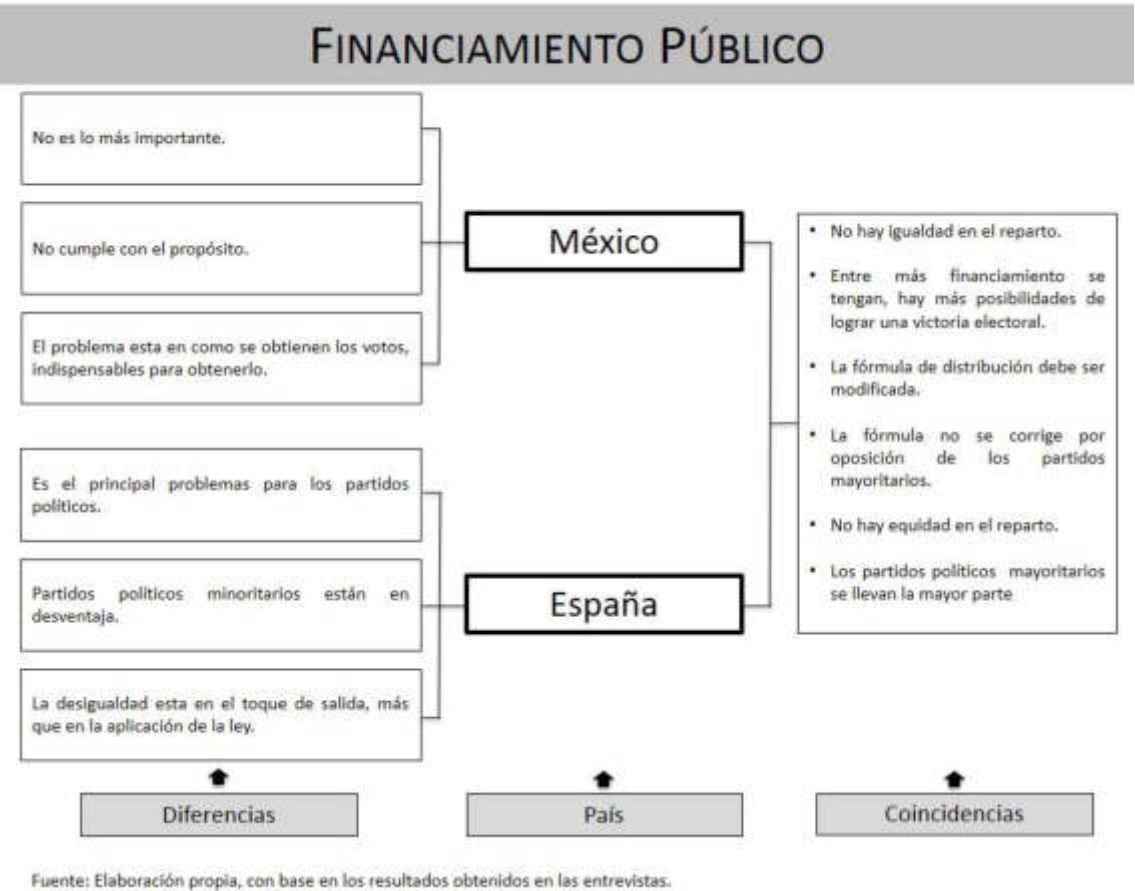 FINANCIAMIENTO PÚBLICO
No es lo más importante.
No cumple con el propósito.
El problema esta en como se obtienen los votos,
indispensables para obtenerlo.
México
• No hay igualdad en el reparto.
• Entre más financiamiento se
tengan, hay más posibilidades de
lograr una victoria electoral.
• La fórmula de distribución debe ser
modificada.
• La fórmula no se corrige por
oposición de los partidos
mayoritarios.
• No hay equidad en el reparto.
• Los partidos políticos mayoritarios
se llevan la mayor parte
Es el principal problemas para los partidos
políticos.
Partidos políticos minoritarios están en
desventaja.
La desigualdad esta en el toque de salida, más
que en la aplicación de la ley.
España
Diferencias
País
Coincidencias
Fuente: Elaboración propia, con base en los resultados obtenidos en las entrevistas.